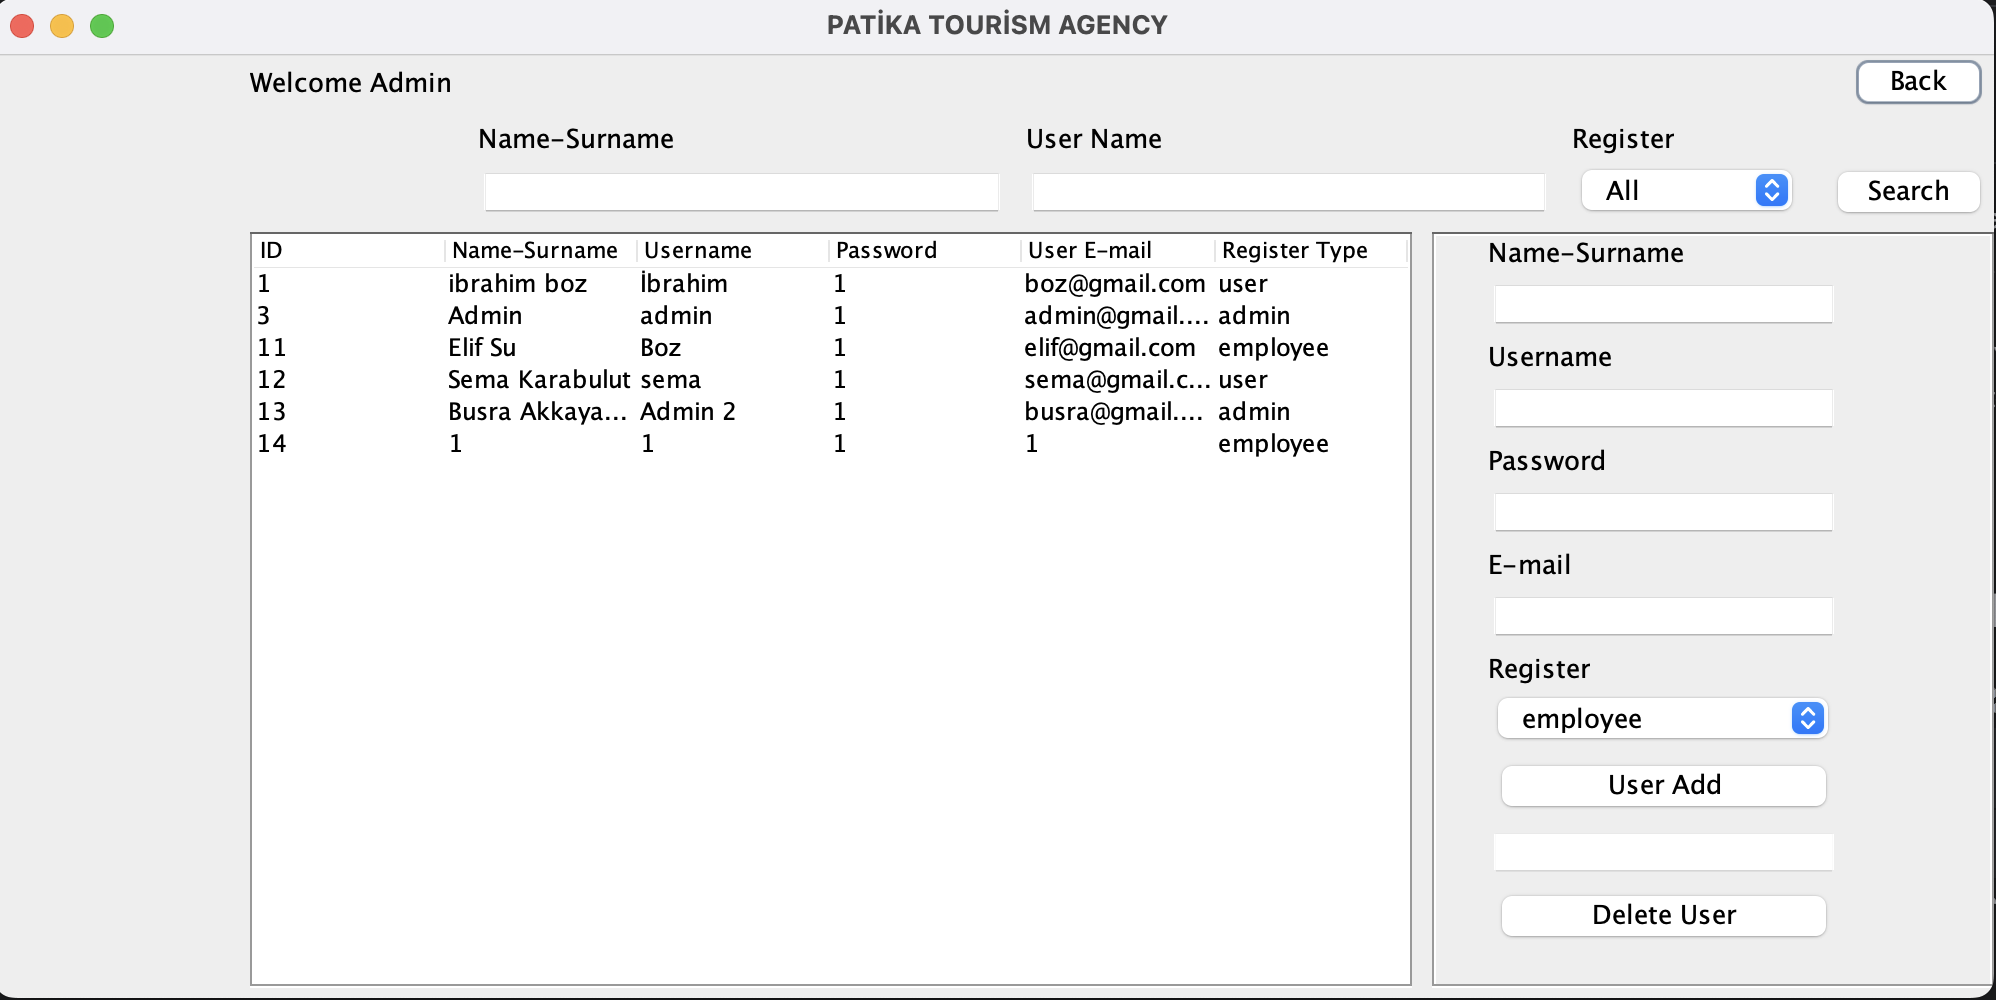 PATİKA TOURİSM AGENCY
Welcome Admin
Back
Name-Surname
User Name
Register
All
Search
ID Name-Surname Username Password User E-mail Register Type
1 ibrahim boz İbrahim 1 boz@gmail.com user
3 Admin admin 1 admin@gmail.... admin
11 Elif Su Boz 1 elif@gmail.com employee
12 Sema Karabulut sema 1 sema@gmail.c... user
13 Busra Akkaya... Admin 2 1 busra@gmail.... admin
14 1 1 1 1 employee
Name-Surname
Username
Password
E-mail
Register
employee
User Add
Delete User